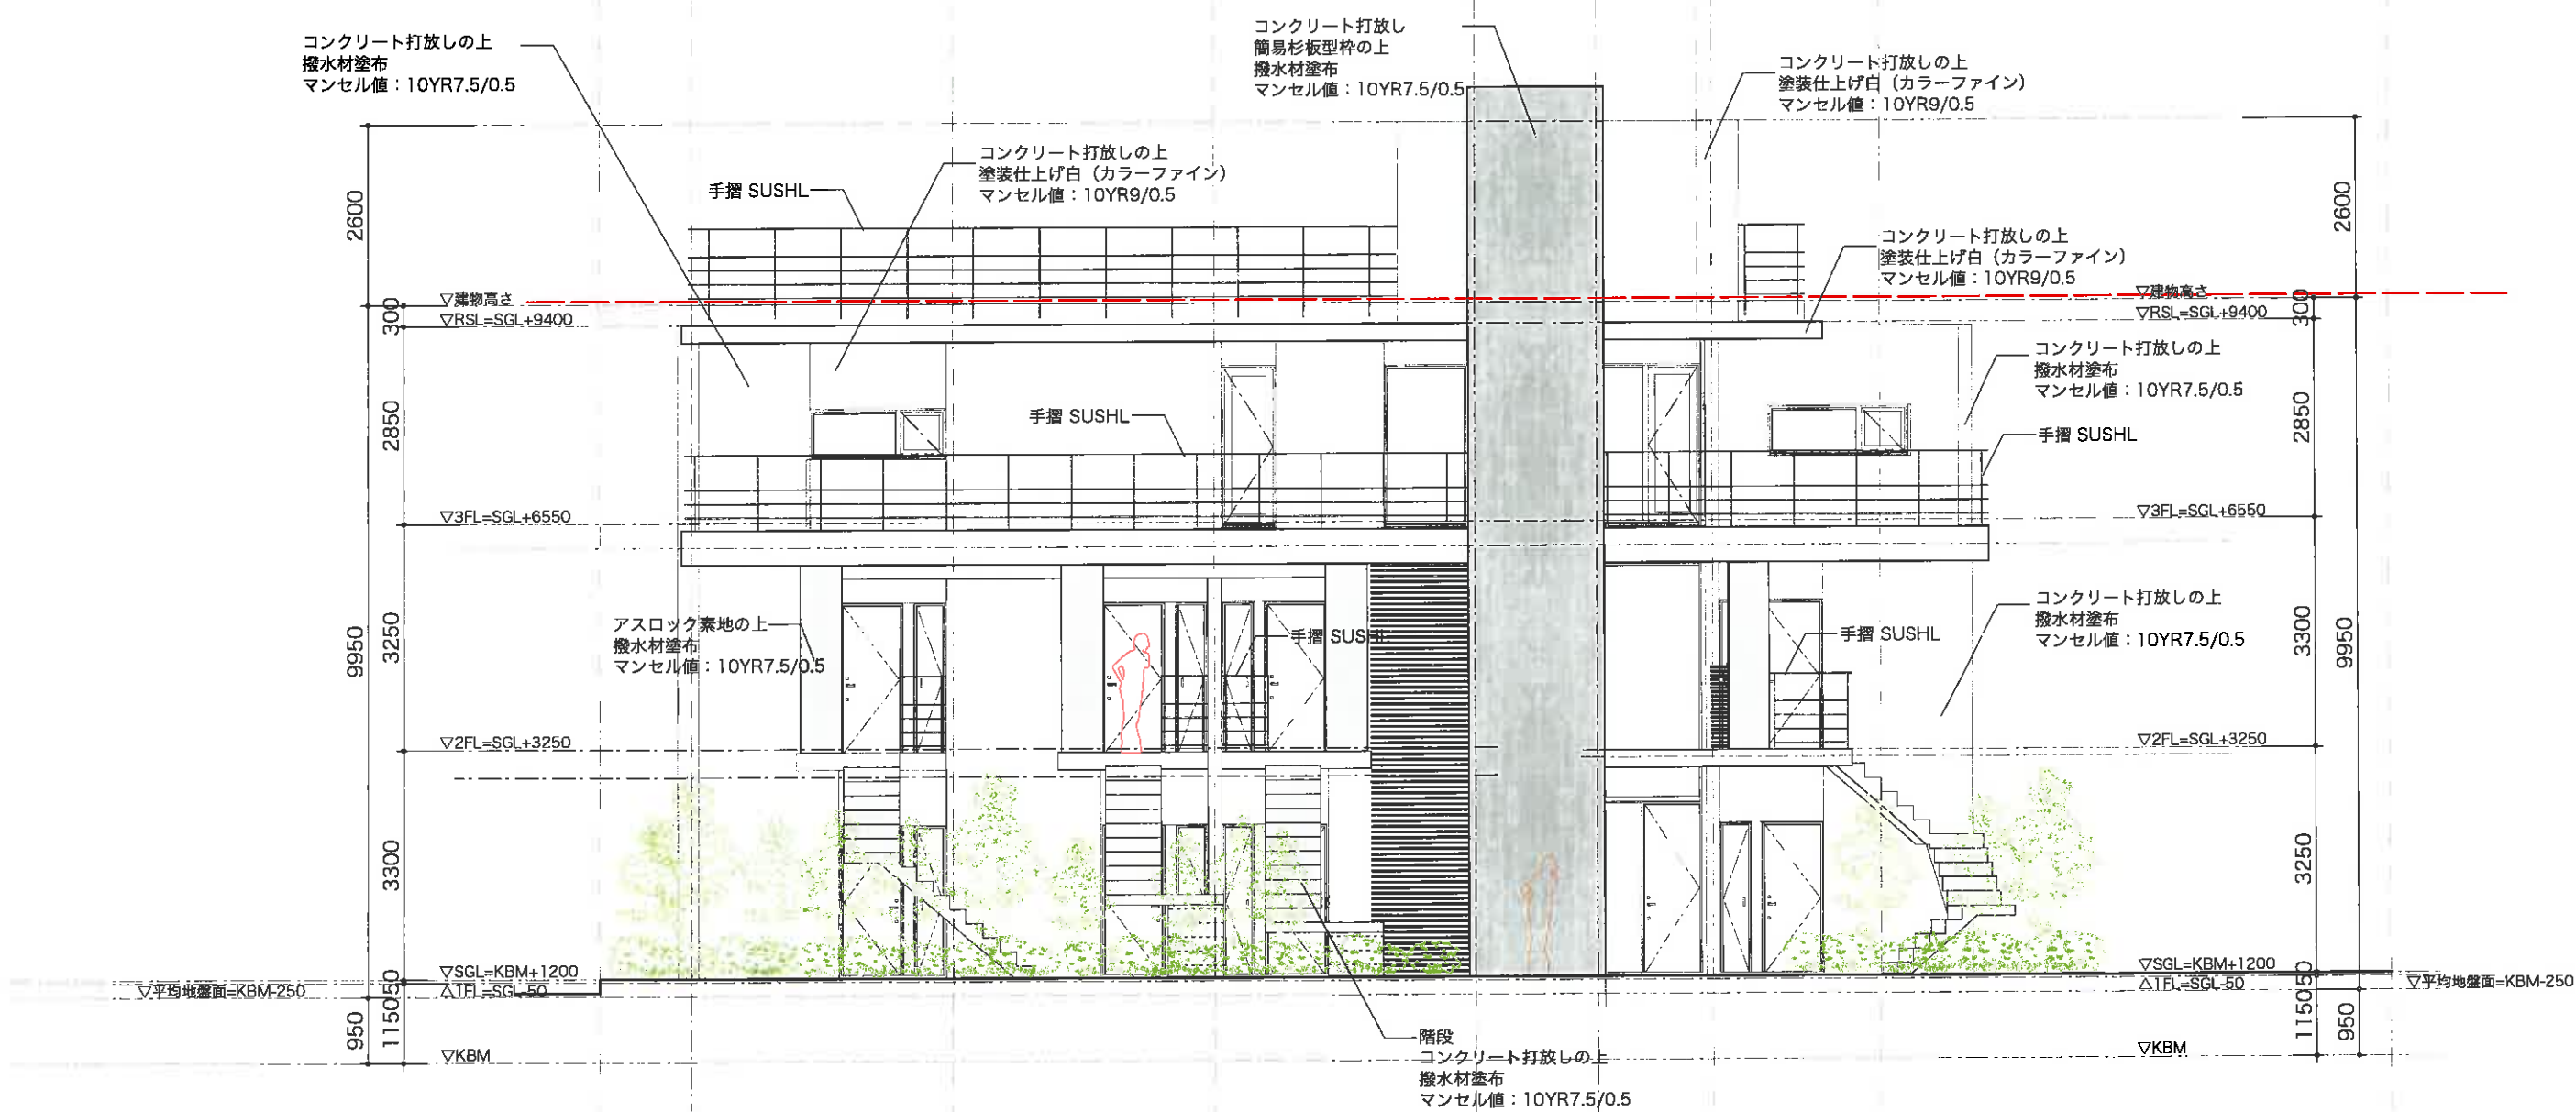 コンクリート打放しの上
撥水材塗布
マンセル値：10YR7.5/0.5
コンクリート打放し
簡易杉板型枠の上
撥水材塗布
マンセル値：10YR7.5/0.5
コンクリート打放しの上
塗装仕上げ白（カラーファイン）
マンセル値：10YR9/0.5
コンクリート打放しの上
塗装仕上げ白（カラーファイン）
マンセル値：10YR9/0.5
手摺 SUSHL
コンクリート打放しの上
塗装仕上げ白（カラーファイン）
マンセル値：10YR9/0.5
2600
2600
▽建物高さ
▽建物高さ
300
300
▽RSL=SGL+9400
▽RSL=SGL+9400
コンクリート打放しの上
撥水材塗布
マンセル値：10YR7.5/0.5
手摺 SUSHL
手摺 SUSHL
2850
2850
▽3FL=SGL+6550
▽3FL=SGL+6550
アスロック素地の上
撥水材塗布
マンセル値：10YR7.5/0.5
手摺 SUSHL
手摺 SUSHL
コンクリート打放しの上
撥水材塗布
マンセル値：10YR7.5/0.5
9950
3250
3300
9950
▽2FL=SGL+3250
▽2FL=SGL+3250
3300
3250
▽SGL=KBM+1200
▽SGL=KBM+1200
▽平均地盤面=KBM-250
△1FL=SGL-50
△1FL=SGL-50
▽平均地盤面=KBM-250
50
50
950
1150
1150
950
▽KBM
▽KBM
階段
コンクリート打放しの上
撥水材塗布
マンセル値：10YR7.5/0.5